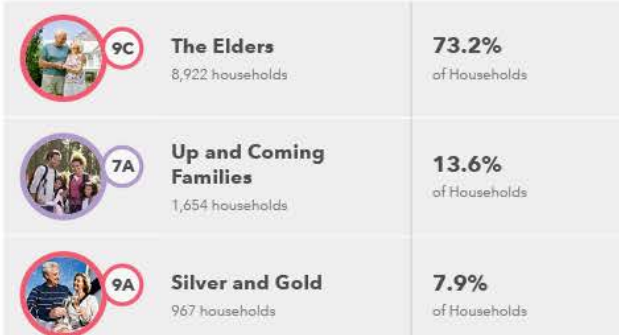 9C
The Elders
8,922 households
73.2%
of Households
7A
Up and Coming
Families
1,654 households
13.6%
of Households
9A
Silver and Gold
967 households
7.9%
of Households